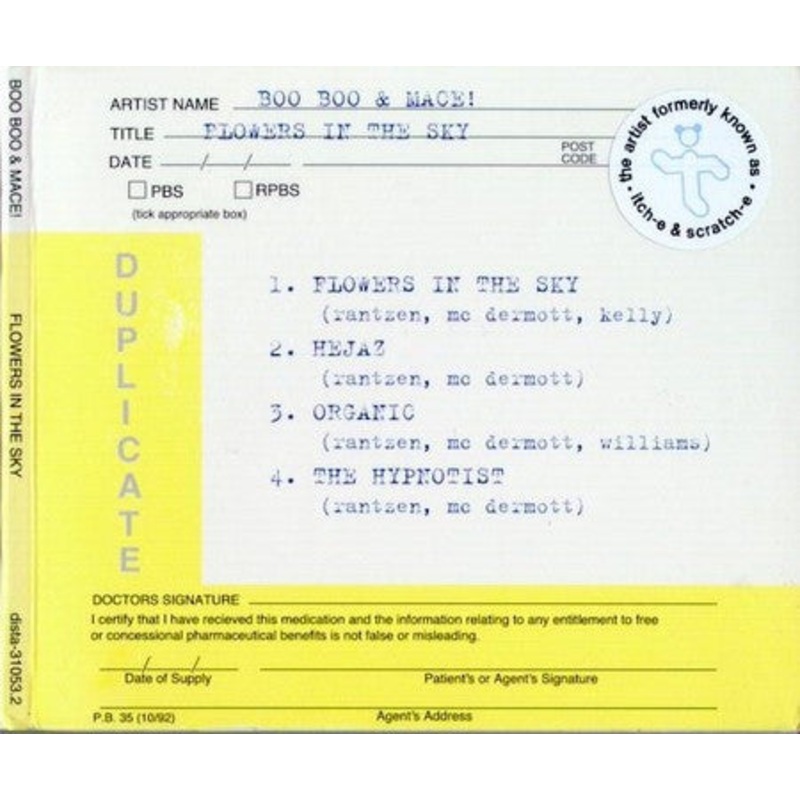 BOO BOO & MACE!
FLOWERS IN THE SKY
dista-31053.2
ARTIST NAME BOO BOO & MACE!
TITLE FLOWERS IN THE SKY
DATE / / POST CODE
PBS RPBS
(tick appropriate box)
the artist formerly known as
• itch-e & scratch-e •
DUPLICATE
1. FLOWERS IN THE SKY
(rantzen, mc dermott, kelly)
2. HEJAZ
(rantzen, mc dermott)
3. ORGANIC
(rantzen, mc dermott, williams)
4. THE HYPNOTIST
(rantzen, mc dermott)
DOCTORS SIGNATURE
I certify that I have recieved this medication and the information relating to any entitlement to free
or concessional pharmaceutical benefits is not false or misleading.
/ /
Date of Supply Patient's or Agent's Signature
P.B. 35 (10/92) Agent's Address